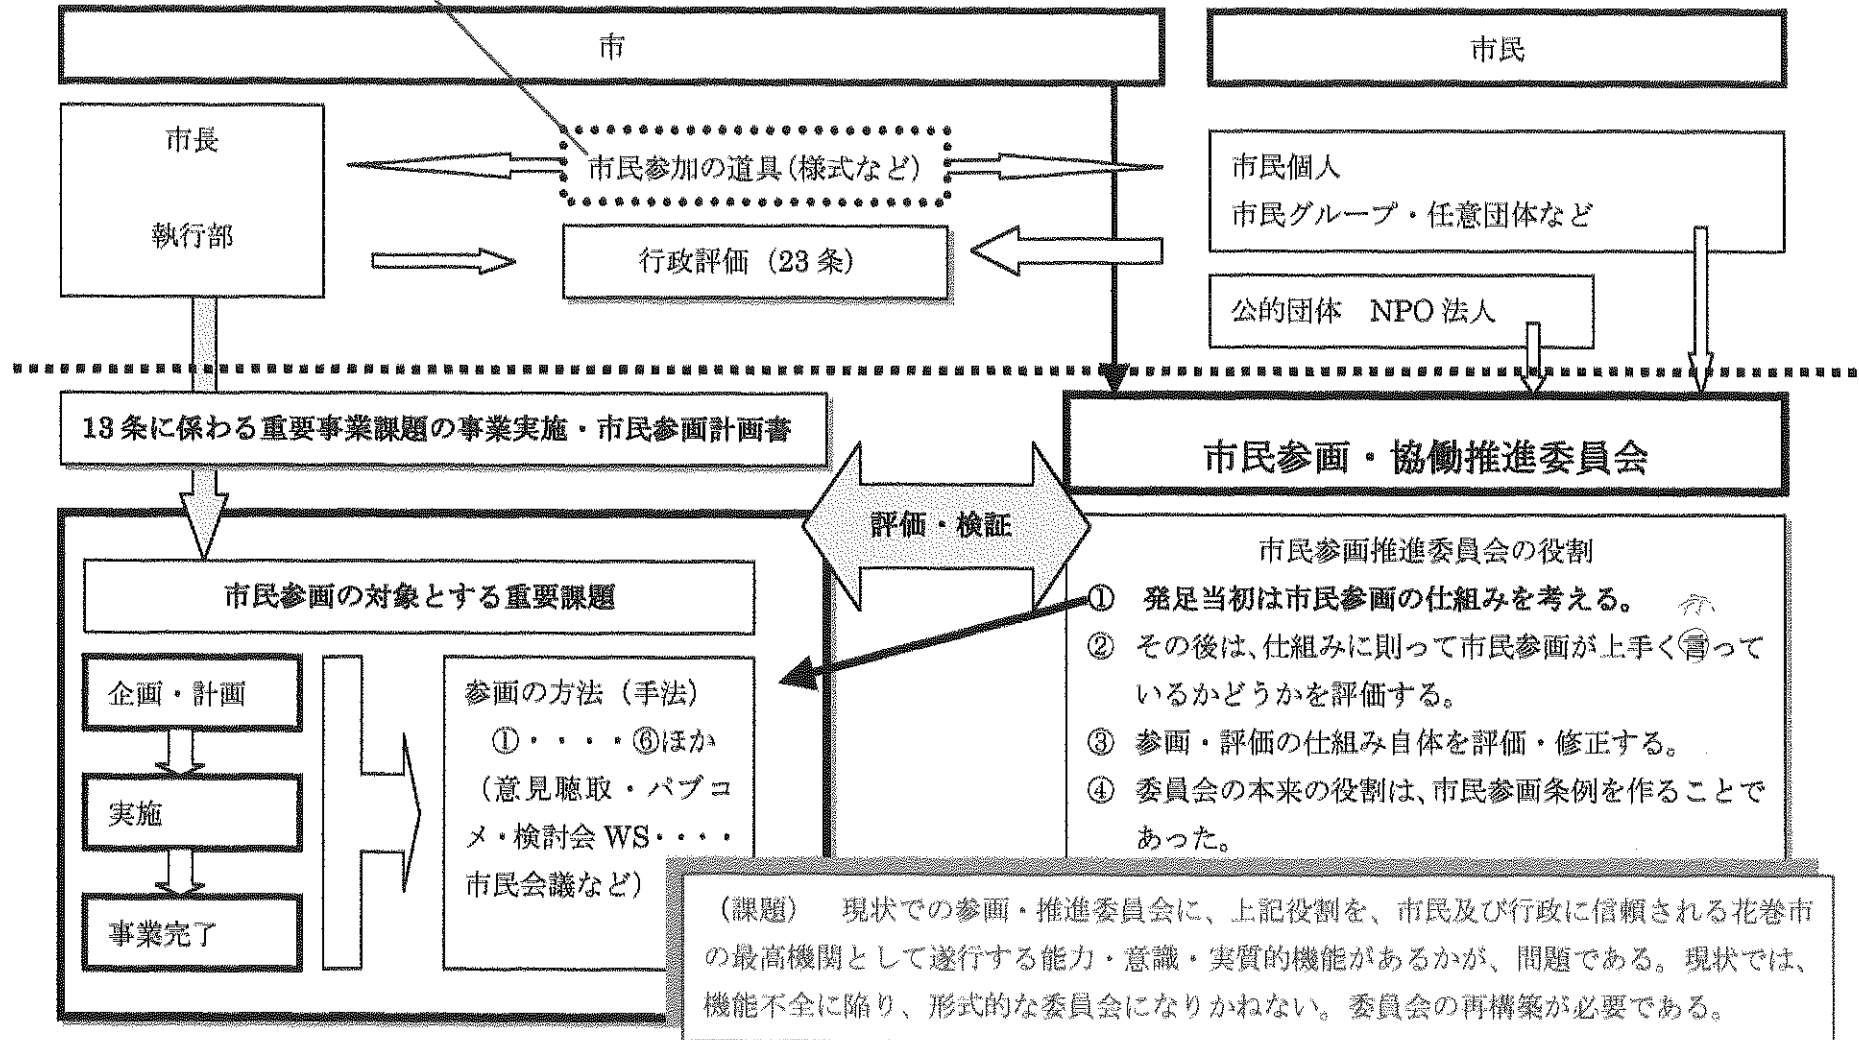 市
市民
市長
執行部
市民参加の道具(様式など)
行政評価(23条)
市民個人
市民グループ・任意団体など
公的団体 NPO法人
13条に係わる重要事業課題の事業実施・市民参画計画書
市民参画・協働推進委員会
評価・検証
市民参画の対象とする重要課題
企画・計画
実施
事業完了
参画の方法(手法)
①・・・・⑥ほか
(意見聴取・パブコ
メ・検討会WS・・・・
市民会議など)
市民参画推進委員会の役割
① 発足当初は市民参画の仕組みを考える。
② その後は、仕組みに則って市民参画が上手く言って
いるかどうかを評価する。
③ 参画・評価の仕組み自体を評価・修正する。
④ 委員会の本来の役割は、市民参画条例を作ることで
あった。
(課題) 現状での参画・推進委員会に、上記役割を、市民及び行政に信頼される花巻市
の最高機関として遂行する能力・意識・実質的機能があるかが、問題である。現状では、
機能不全に陥り、形式的な委員会になりかねない。委員会の再構築が必要である。